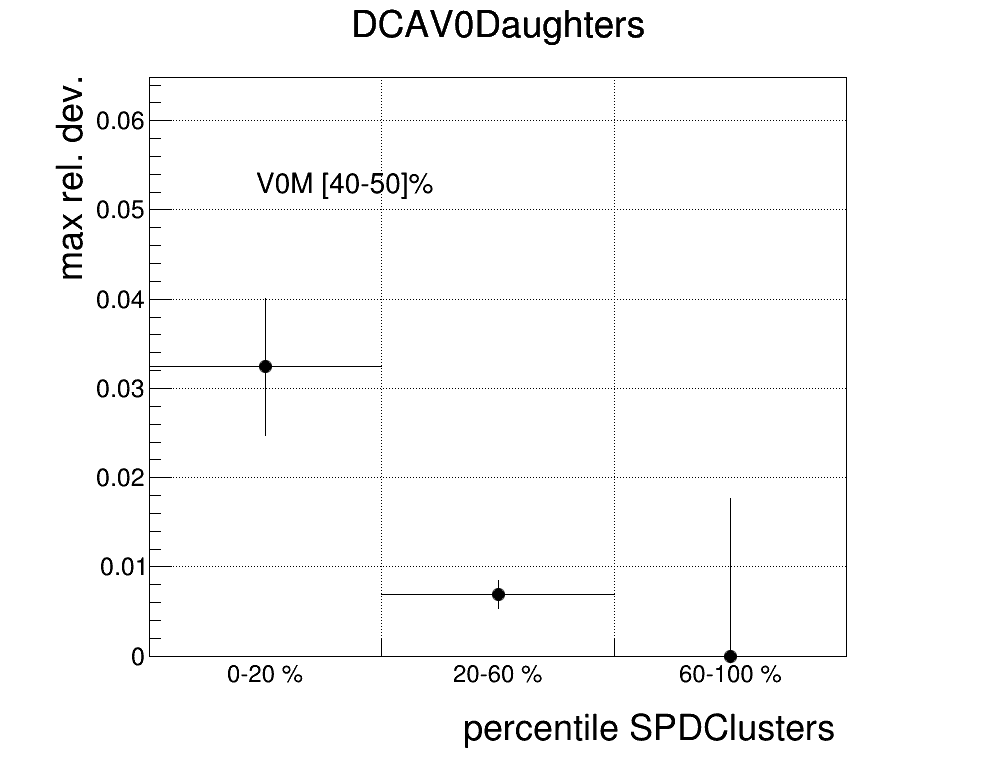 DCAV0Daughters
max rel. dev.
0.06
V0M [40-50]%
0.05
0.04
0.03
0.02
0.01
0
0-20 %
20-60 %
60-100 %
percentile SPDClusters